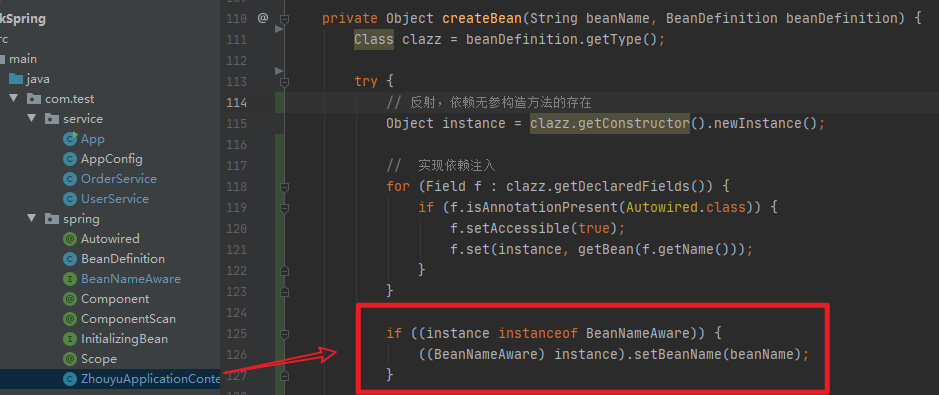 kSpring
rc
main
java
com.test
service
App
AppConfig
OrderService
UserService
spring
Autowired
BeanDefinition
BeanNameAware
Component
ComponentScan
InitializingBean
Scope
ZhouyuApplicationConte
110 @ private Object createBean(String beanName, BeanDefinition beanDefinition) {
111 Class clazz = beanDefinition.getType();
112
113 try {
114 // 反射，依赖无参构造方法的存在
115 Object instance = clazz.getConstructor().newInstance();
116
117 // 实现依赖注入
118 for (Field f : clazz.getDeclaredFields()) {
119 if (f.isAnnotationPresent(Autowired.class)) {
120 f.setAccessible(true);
121 f.set(instance, getBean(f.getName()));
122 }
123 }
124
125 if ((instance instanceof BeanNameAware)) {
126 ((BeanNameAware) instance).setBeanName(beanName);
127 }